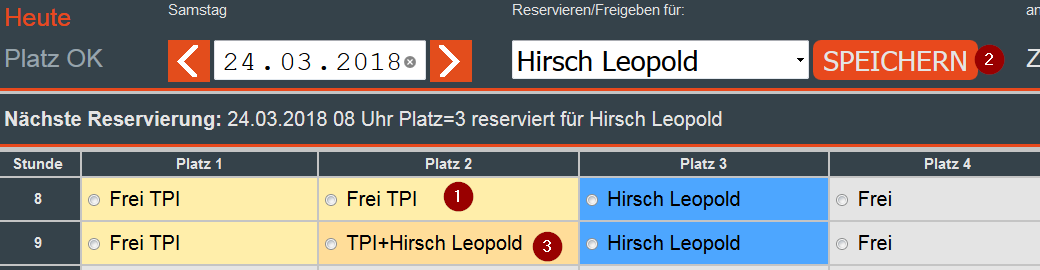 Heute Samstag Reservieren/Freigeben für: an
Platz OK 24.03.2018 Hirsch Leopold SPEICHERN 2 Z
Nächste Reservierung: 24.03.2018 08 Uhr Platz=3 reserviert für Hirsch Leopold
Stunde Platz 1 Platz 2 Platz 3 Platz 4
8 Frei TPI Frei TPI 1 Hirsch Leopold Frei
9 Frei TPI TPI+Hirsch Leopold 3 Hirsch Leopold Frei